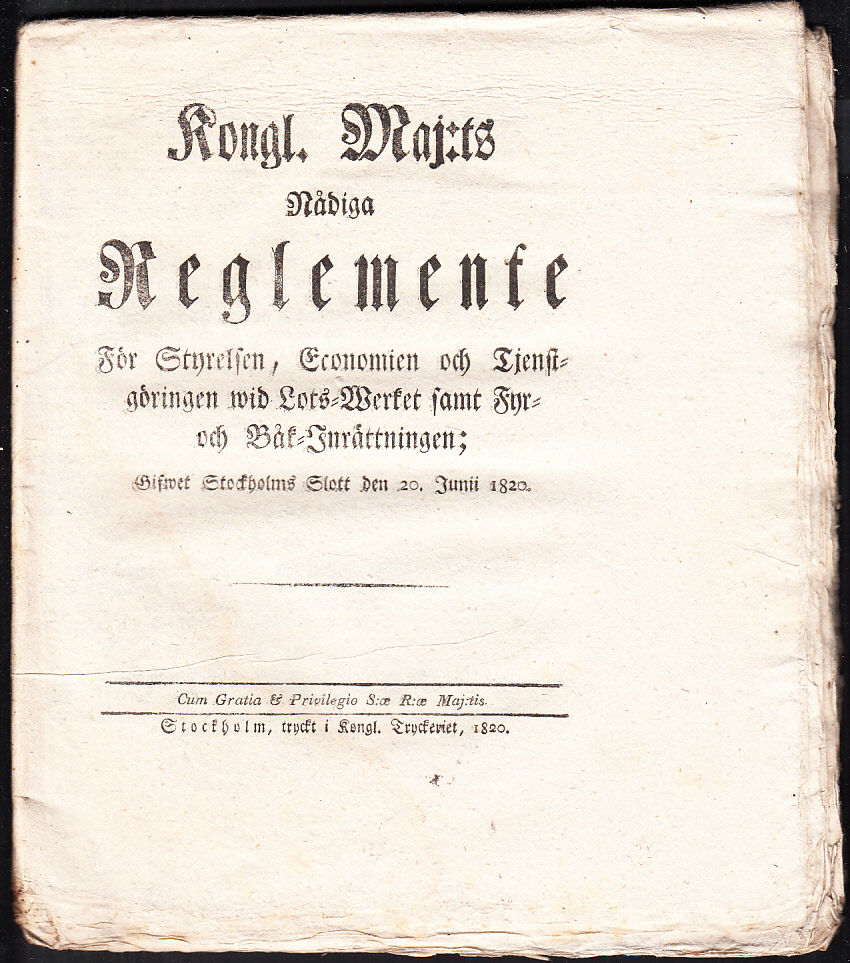 Kongl. Maj:ts
Nådiga
Reglemente
För Styrelsen, Economien och Tjenst-
göringen wid Lots-Werket samt Fyr-
och Båk-Inrättningen;
Gifwet Stockholms Slott den 20. Junii 1820.
Cum Gratia & Privilegio S:æ R:æ Maj:tis.
Stockholm, tryckt i Kongl. Tryckeriet, 1820.